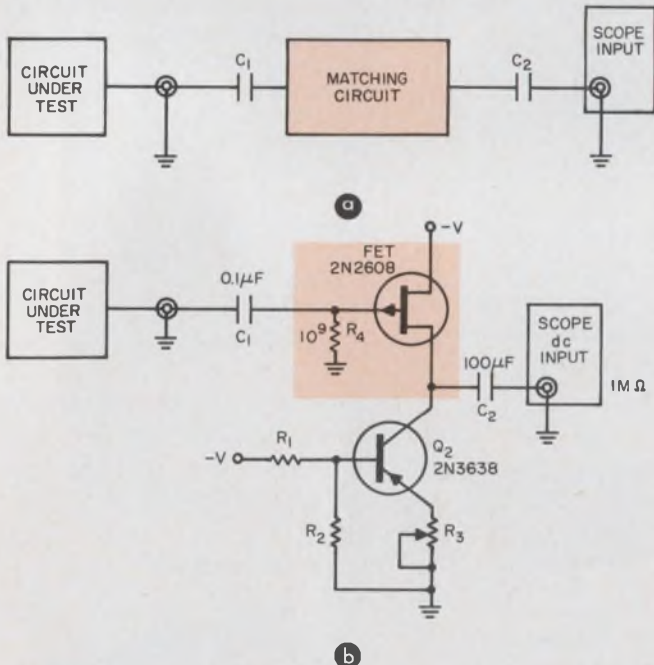 CIRCUIT
UNDER
TEST
C1
MATCHING
CIRCUIT
C2
SCOPE
INPUT
a
-V
FET
2N2608
CIRCUIT
UNDER
TEST
0.1µF
C1
10⁹
R4
100µF
C2
SCOPE
dc
INPUT
1MΩ
-V
R1
Q2
2N3638
R2
R3
b